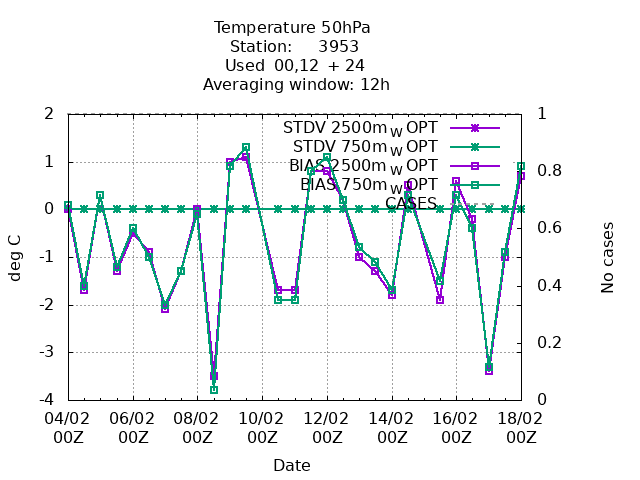 Temperature 50hPa
Station: 3953
Used 00,12 + 24
Averaging window: 12h
2
1
0
-1
-2
-3
-4
deg C
1
0.8
0.6
0.4
0.2
0
No cases
STDV 2500m W OPT
STDV 750m W OPT
BIAS 2500m W OPT
BIAS 750m W OPT
CASES
04/02 06/02 08/02 10/02 12/02 14/02 16/02 18/02
00Z 00Z 00Z 00Z 00Z 00Z 00Z 00Z
Date